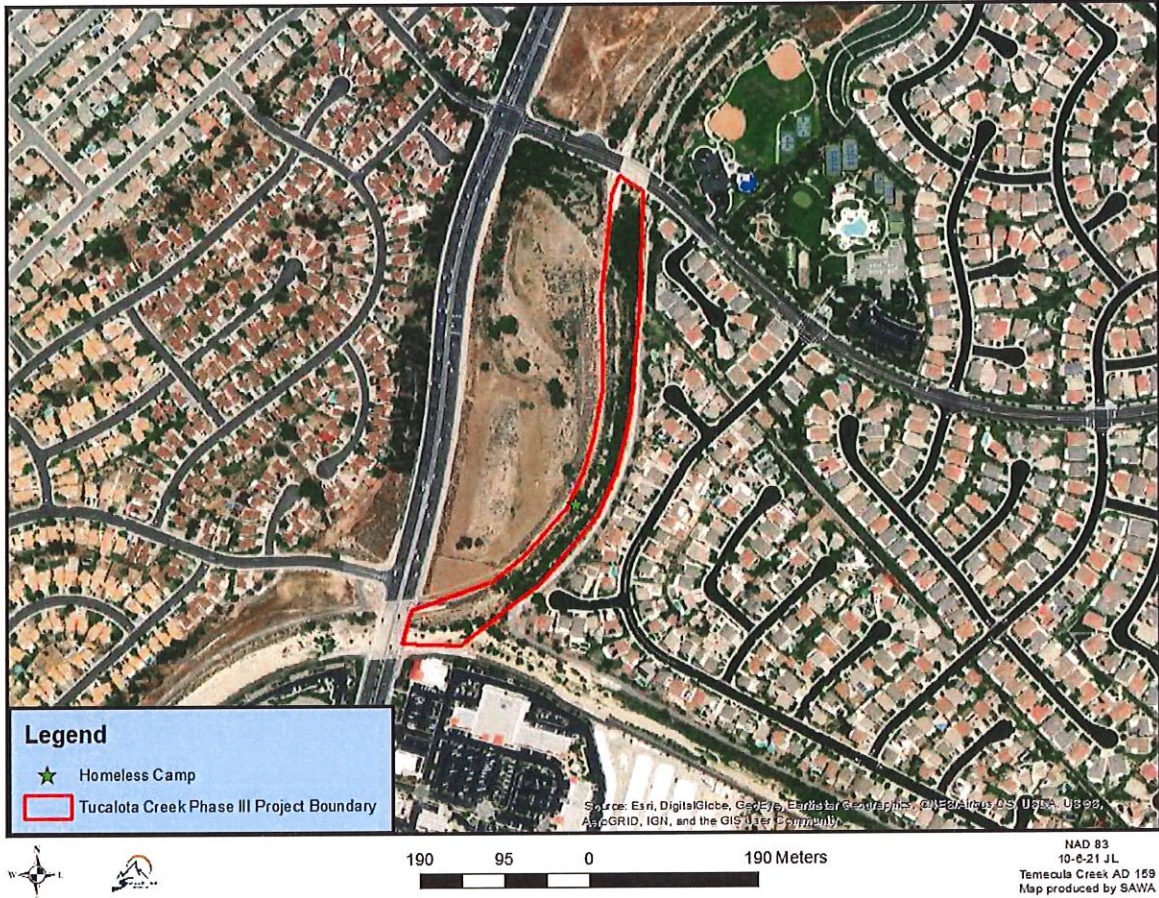 Legend
Homeless Camp
Tucalota Creek Phase III Project Boundary
Source: Esri, DigitalGlobe, GeoEye, Earthstar Geographics, CNES/Airbus DS, USDA, USGS,
AeroGRID, IGN, and the GIS User Community
N
W
190 95 0 190 Meters
NAD 83
10-6-21 JL
Temecula Creek AD 159
Map produced by SAWA